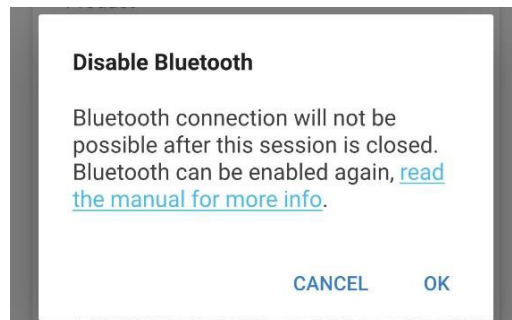 Disable Bluetooth
Bluetooth connection will not be
possible after this session is closed.
Bluetooth can be enabled again, read
the manual for more info.
CANCEL OK